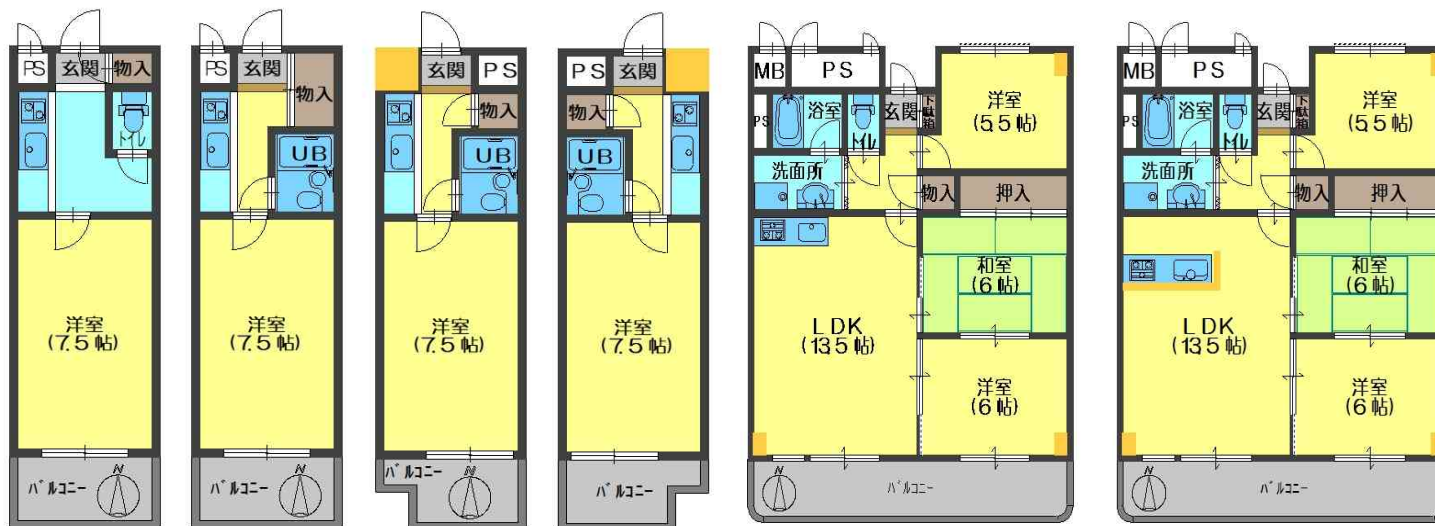 PS
玄関
物入
トイレ
洋室
(7.5帖)
バルコニー
N
PS
玄関
物入
UB
洋室
(7.5帖)
バルコニー
N
玄関
PS
物入
UB
洋室
(7.5帖)
バルコニー
N
PS
玄関
物入
UB
洋室
(7.5帖)
バルコニー
MB
PS
PS
浴室
トイレ
玄関
下駄箱
洋室
(5.5帖)
洗面所
物入
押入
和室
(6帖)
LDK
(13.5帖)
洋室
(6帖)
N
バルコニー
MB
PS
PS
浴室
トイレ
玄関
下駄箱
洋室
(5.5帖)
洗面所
物入
押入
和室
(6帖)
LDK
(13.5帖)
洋室
(6帖)
N
バルコニー